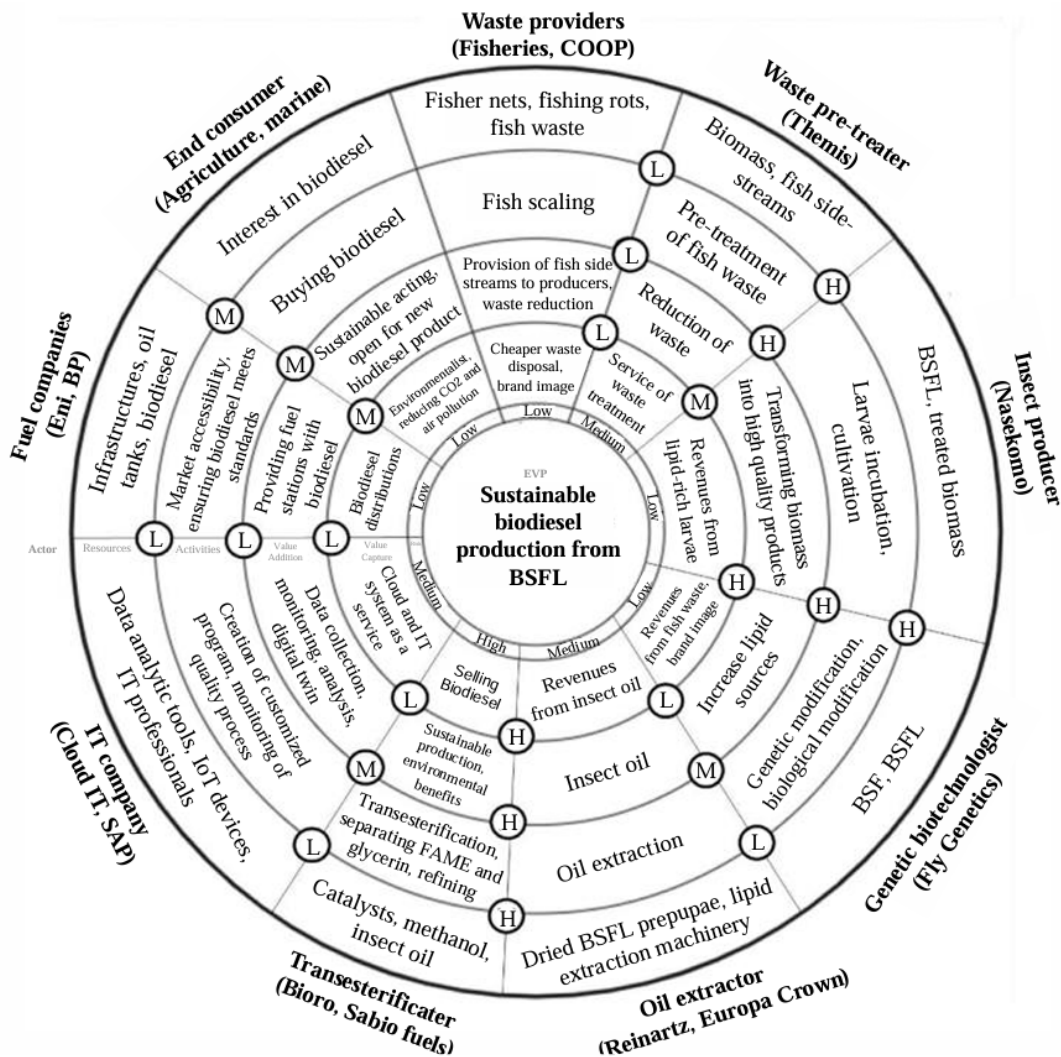 Waste providers
(Fisheries, COOP)
Fisher nets, fishing rots,
fish waste
L
Fish scaling
L
Provision of fish side
streams to producers,
waste reduction
L
Cheaper waste
disposal,
brand image
Low
Waste pre-treater
(Themis)
Biomass, fish side-
streams
H
Pre-treatment
of fish waste
H
Reduction of
waste
M
Service of
waste
treatment
Medium
Insect producer
(Nasekomo)
BSFL, treated biomass
H
Larvae incubation,
cultivation
H
Transforming biomass
into high quality products
H
Revenues from
lipid-rich larvae
Low
Genetic biotechnologist
(Fly Genetics)
BSF, BSFL
L
Genetic modification,
biological modification
M
Increase lipid
sources
L
Revenues
from fish waste,
brand image
Low
Oil extractor
(Reinartz, Europa Crown)
Dried BSFL prepupae, lipid
extraction machinery
H
Oil extraction
H
Insect oil
H
Revenues
from insect oil
Medium
Transesterificater
(Bioro, Sabio fuels)
Catalysts, methanol,
insect oil
L
Transesterification,
separating FAME and
glycerin, refining
M
Sustainable
production,
environmental
benefits
L
Selling
Biodiesel
High
IT company
(Cloud IT, SAP)
Data analytic tools, IoT devices,
IT professionals
L
Creation of customized
program, monitoring of
quality process
L
Data collection,
monitoring, analysis,
digital twin
L
Cloud and IT
system as a
service
Medium
Actor
Resources
Activities
Value
Addition
Value
Capture
Fuel companies
(Eni, BP)
Infrastructures, oil
tanks, biodiesel
M
Market accessibility,
ensuring biodiesel meets
standards
M
Providing fuel
stations with
biodiesel
M
Biodiesel
distributions
Low
End consumer
(Agriculture, marine)
Interest in biodiesel
Buying biodiesel
Sustainable acting,
open for new
biodiesel product
Environmentalist,
reducing CO2 and
air pollution
Low
EVP
Sustainable
biodiesel
production from
BSFL